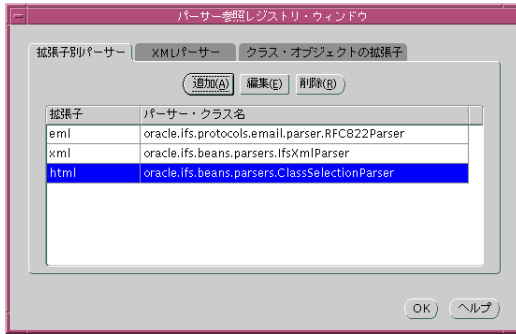 パーサー参照レジストリ・ウィンドウ
拡張子別パーサー XMLパーサー クラス・オブジェクトの拡張子
追加(A) 編集(E) 削除(R)
拡張子 パーサー・クラス名
eml oracle.ifs.protocols.email.parser.RFC822Parser
xml oracle.ifs.beans.parsers.IfsXmlParser
html oracle.ifs.beans.parsers.ClassSelectionParser
OK ヘルプ